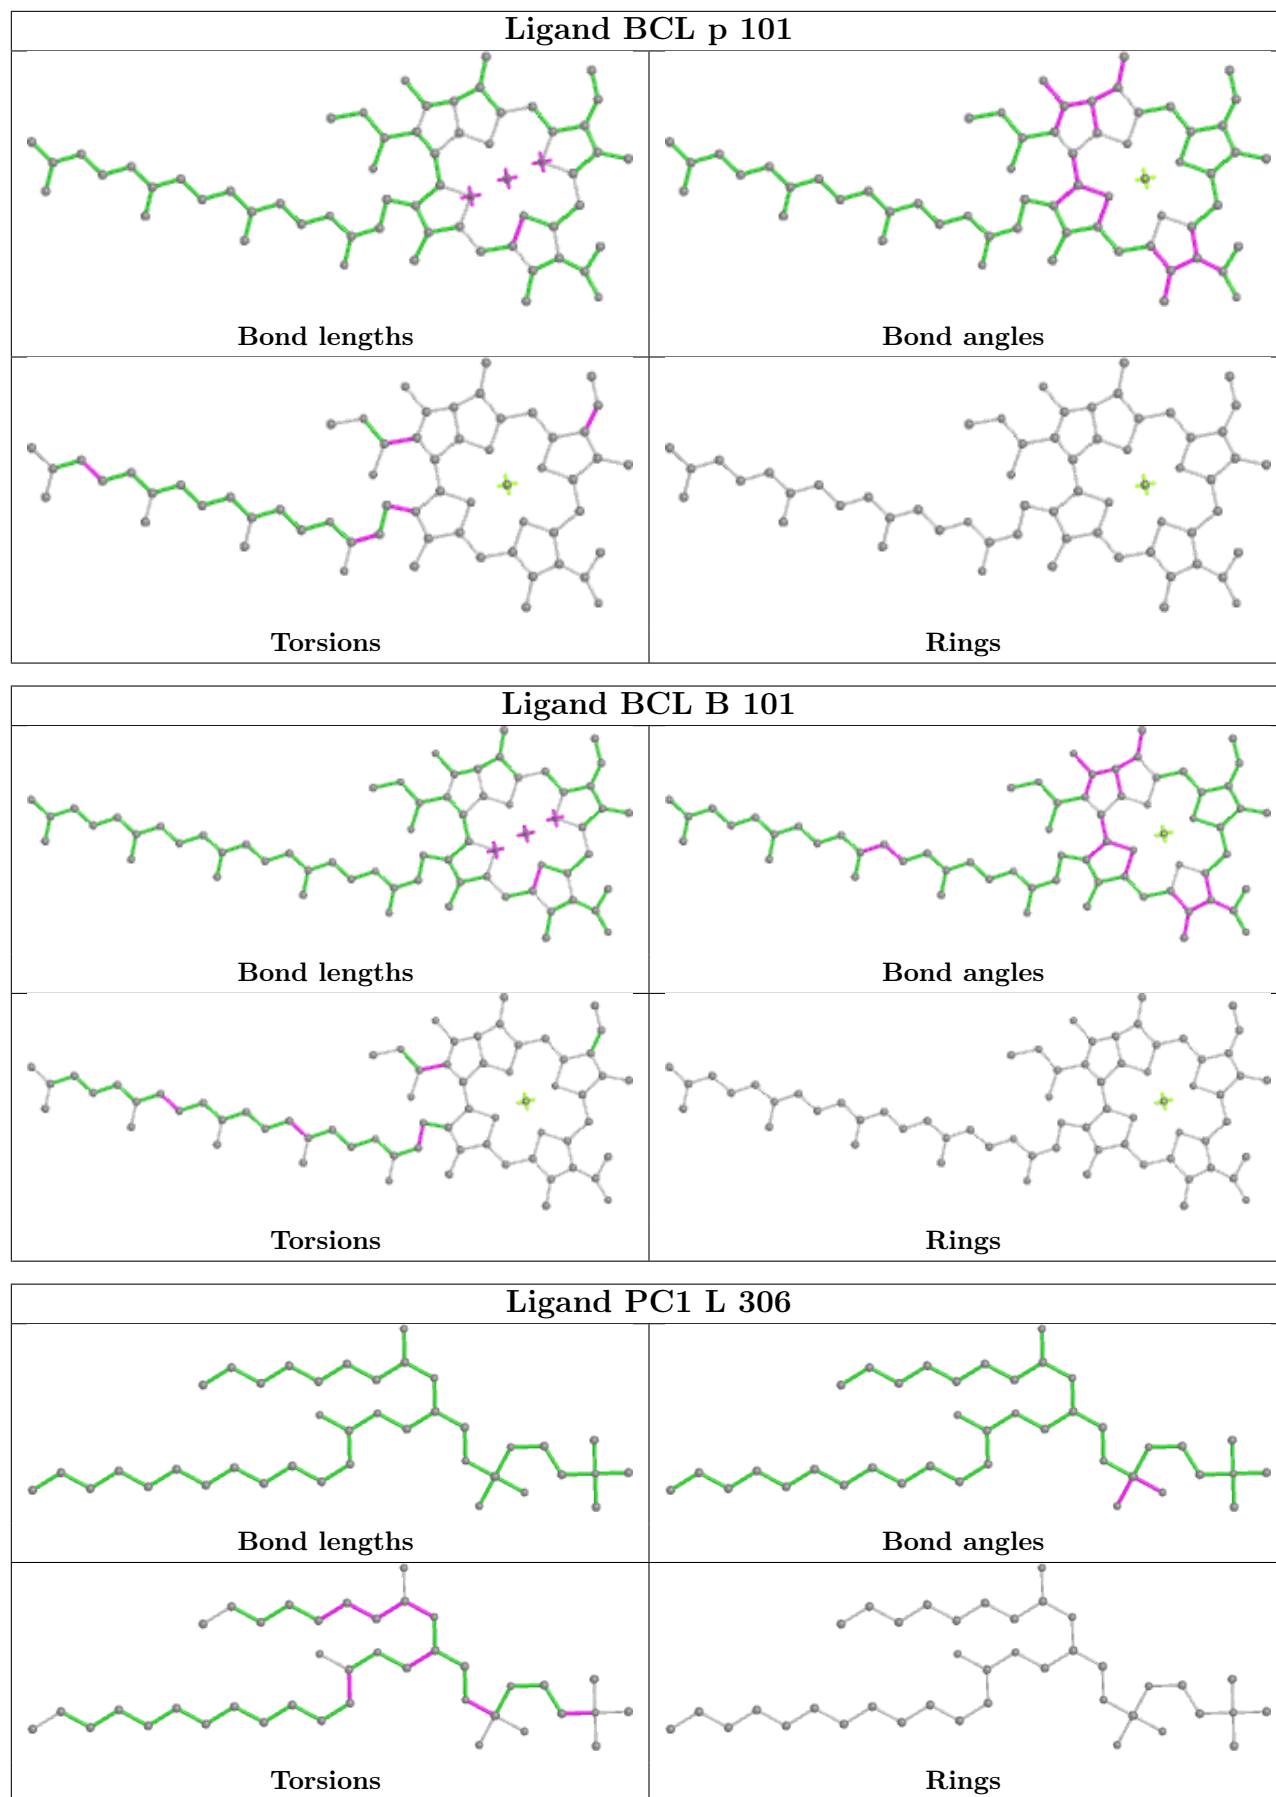 Ligand BCL p 101
Bond lengths
Bond angles
Torsions
Rings
Ligand BCL B 101
Bond lengths
Bond angles
Torsions
Rings
Ligand PC1 L 306
Bond lengths
Bond angles
Torsions
Rings